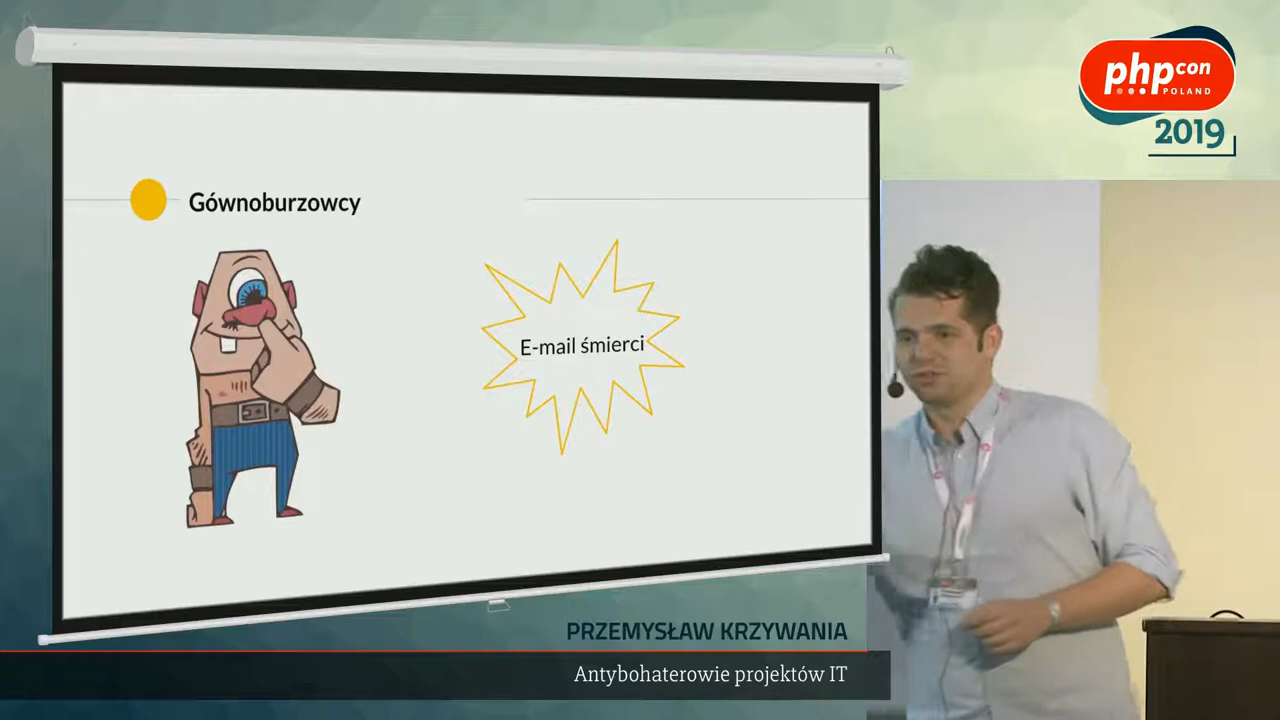 php con
POLAND
2019
Gównoburzowcy
E-mail śmierci
PRZEMYSŁAW KRZYWANIA
Antybohaterowie projektów IT